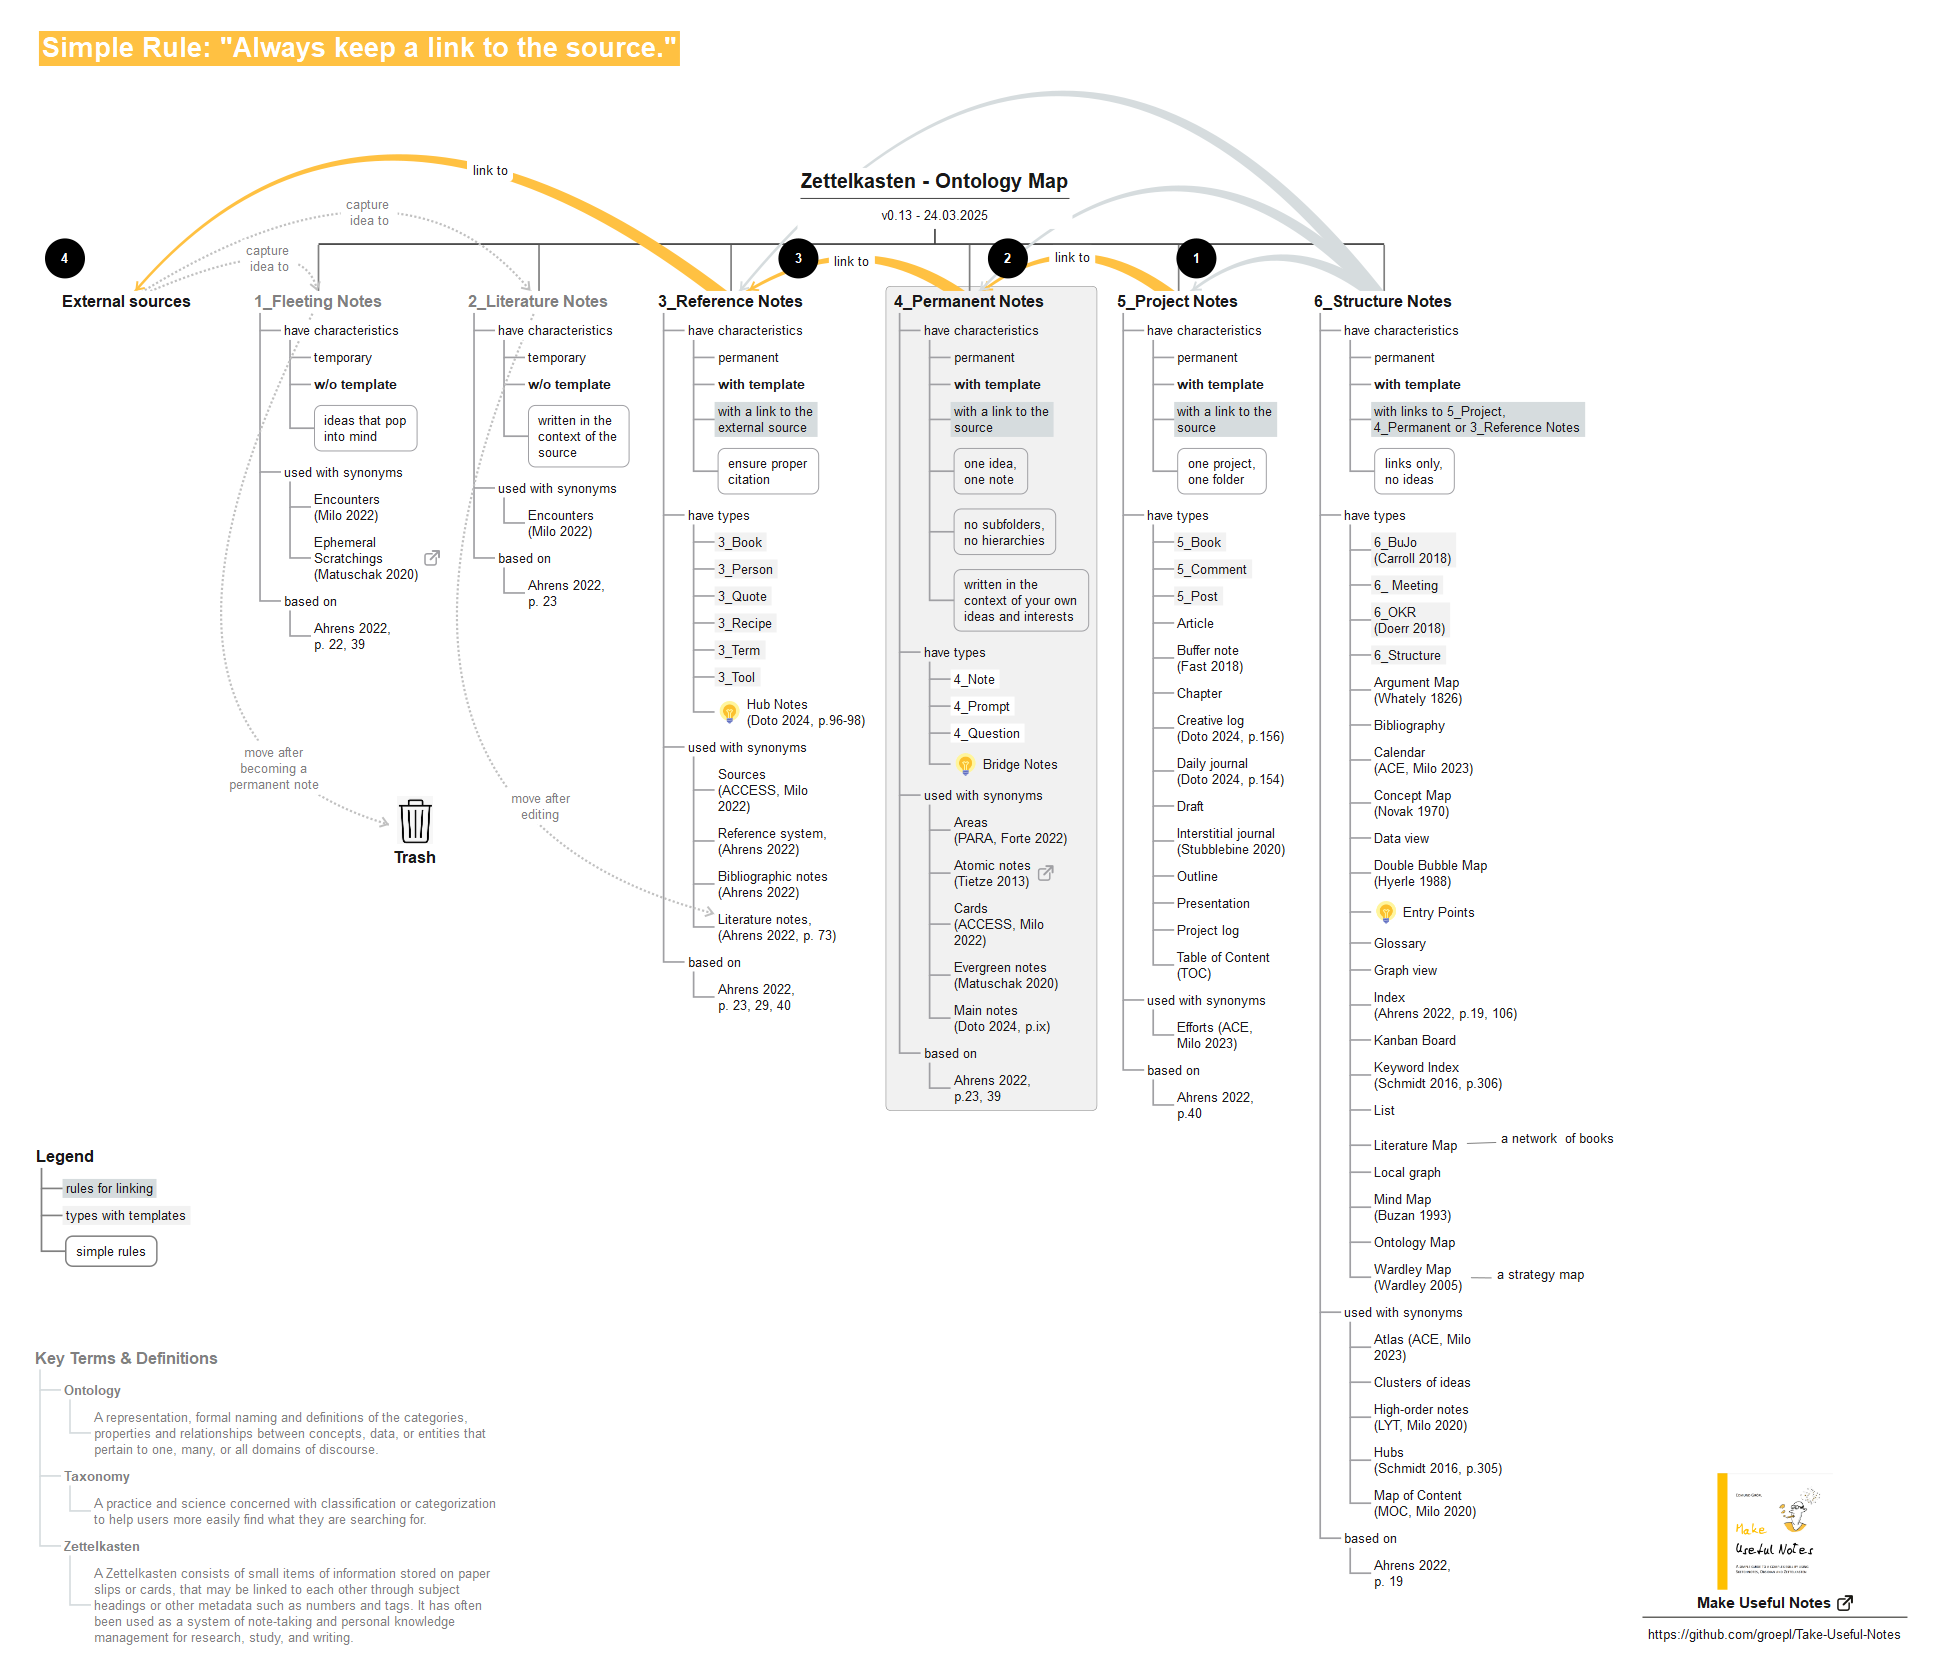 Simple Rule: "Always keep a link to the source."
Zettelkasten - Ontology Map
v0.13 - 24.03.2025
link to
capture
idea to
capture
idea to
link to
link to
4
3
2
1
External sources
1_Fleeting Notes
have characteristics
temporary
w/o template
ideas that pop
into mind
used with synonyms
Encounters
(Milo 2022)
Ephemeral
Scratchings
(Matuschak 2020)
based on
Ahrens 2022,
p. 22, 39
move after
becoming a
permanent note
Trash
2_Literature Notes
have characteristics
temporary
w/o template
written in the
context of the
source
used with synonyms
Encounters
(Milo 2022)
based on
Ahrens 2022,
p. 23
move after
editing
3_Reference Notes
have characteristics
permanent
with template
with a link to the
external source
ensure proper
citation
have types
3_Book
3_Person
3_Quote
3_Recipe
3_Term
3_Tool
Hub Notes
(Doto 2024, p.96-98)
used with synonyms
Sources
(ACCESS, Milo
2022)
Reference system,
(Ahrens 2022)
Bibliographic notes
(Ahrens 2022)
Literature notes,
(Ahrens 2022, p. 73)
based on
Ahrens 2022,
p. 23, 29, 40
4_Permanent Notes
have characteristics
permanent
with template
with a link to the
source
one idea,
one note
no subfolders,
no hierarchies
written in the
context of your own
ideas and interests
have types
4_Note
4_Prompt
4_Question
Bridge Notes
used with synonyms
Areas
(PARA, Forte 2022)
Atomic notes
(Tietze 2013)
Cards
(ACCESS, Milo
2022)
Evergreen notes
(Matuschak 2020)
Main notes
(Doto 2024, p.ix)
based on
Ahrens 2022,
p.23, 39
5_Project Notes
have characteristics
permanent
with template
with a link to the
source
one project,
one folder
have types
5_Book
5_Comment
5_Post
Article
Buffer note
(Fast 2018)
Chapter
Creative log
(Doto 2024, p.156)
Daily journal
(Doto 2024, p.154)
Draft
Interstitial journal
(Stubblebine 2020)
Outline
Presentation
Project log
Table of Content
(TOC)
used with synonyms
Efforts (ACE,
Milo 2023)
based on
Ahrens 2022,
p.40
6_Structure Notes
have characteristics
permanent
with template
with links to 5_Project,
4_Permanent or 3_Reference Notes
links only,
no ideas
have types
6_BuJo
(Carroll 2018)
6_ Meeting
6_OKR
(Doerr 2018)
6_Structure
Argument Map
(Whately 1826)
Bibliography
Calendar
(ACE, Milo 2023)
Concept Map
(Novak 1970)
Data view
Double Bubble Map
(Hyerle 1988)
Entry Points
Glossary
Graph view
Index
(Ahrens 2022, p.19, 106)
Kanban Board
Keyword Index
(Schmidt 2016, p.306)
List
Literature Map
a network  of books
Local graph
Mind Map
(Buzan 1993)
Ontology Map
Wardley Map
(Wardley 2005)
a strategy map
used with synonyms
Atlas (ACE, Milo
2023)
Clusters of ideas
High-order notes
(LYT, Milo 2020)
Hubs
(Schmidt 2016, p.305)
Map of Content
(MOC, Milo 2020)
based on
Ahrens 2022,
p. 19
Legend
rules for linking
types with templates
simple rules
Key Terms & Definitions
Ontology
A representation, formal naming and definitions of the categories,
properties and relationships between concepts, data, or entities that
pertain to one, many, or all domains of discourse.
Taxonomy
A practice and science concerned with classification or categorization
to help users more easily find what they are searching for.
Zettelkasten
A Zettelkasten consists of small items of information stored on paper
slips or cards, that may be linked to each other through subject
headings or other metadata such as numbers and tags. It has often
been used as a system of note-taking and personal knowledge
management for research, study, and writing.
Make
Useful Notes
Make Useful Notes
https://github.com/groepl/Take-Useful-Notes